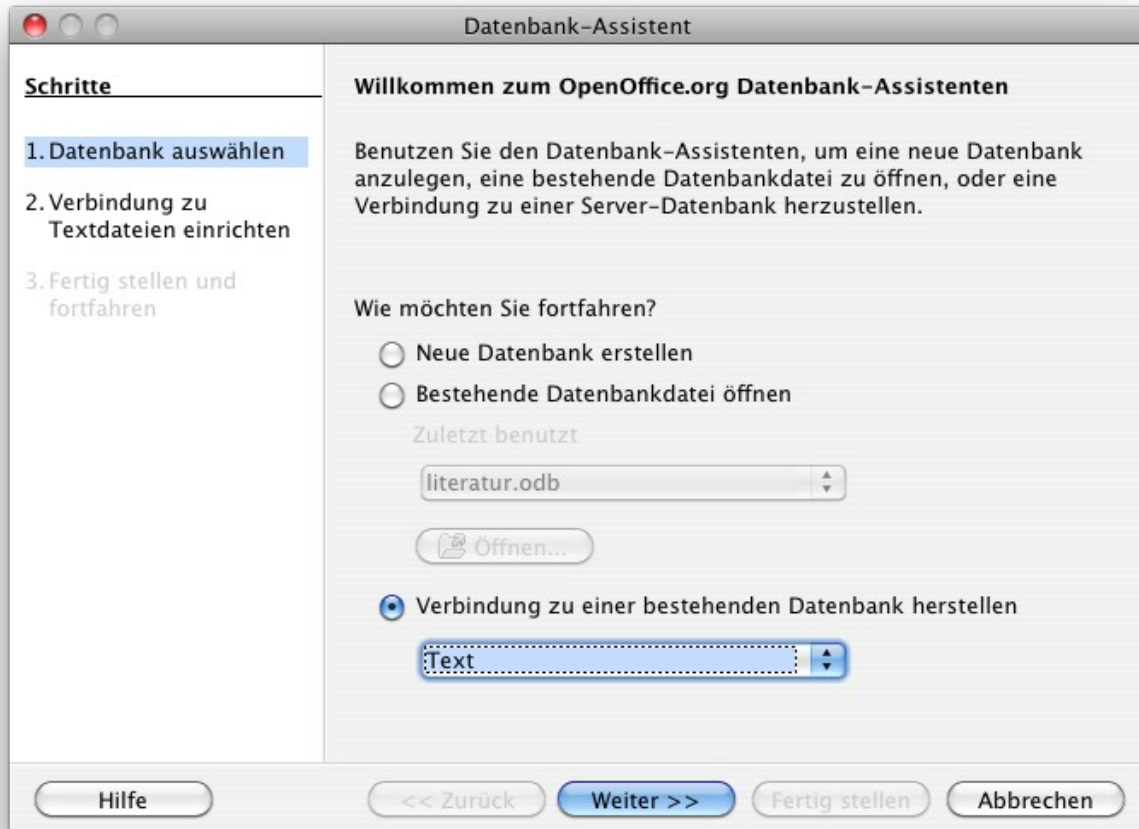 Datenbank-Assistent
Schritte
1. Datenbank auswählen
2. Verbindung zu
Textdateien einrichten
3. Fertig stellen und
fortfahren
Willkommen zum OpenOffice.org Datenbank-Assistenten
Benutzen Sie den Datenbank-Assistenten, um eine neue Datenbank
anzulegen, eine bestehende Datenbankdatei zu öffnen, oder eine
Verbindung zu einer Server-Datenbank herzustellen.
Wie möchten Sie fortfahren?
Neue Datenbank erstellen
Bestehende Datenbankdatei öffnen
Zuletzt benutzt
literatur.odb
Öffnen...
Verbindung zu einer bestehenden Datenbank herstellen
Text
Hilfe
<< Zurück
Weiter >>
Fertig stellen
Abbrechen